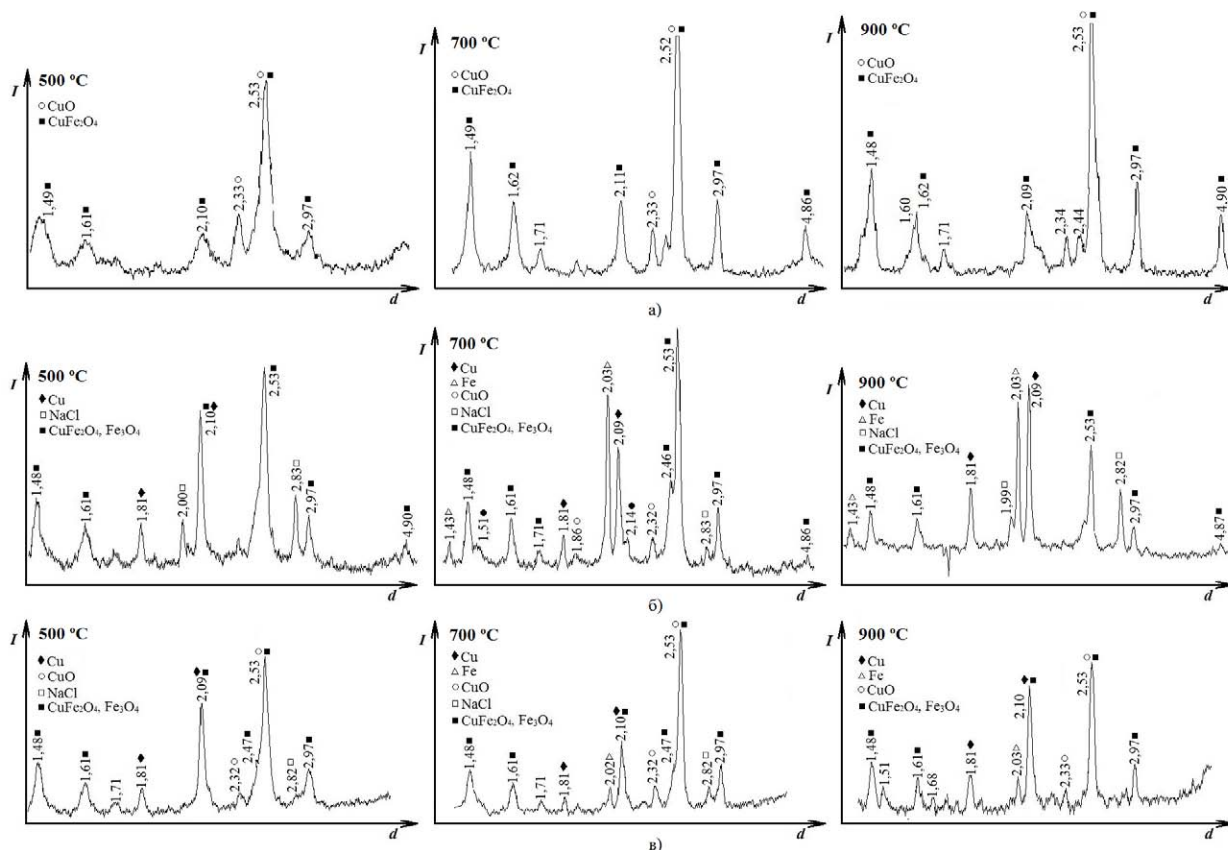 500 ºC
I
○ CuO
■ CuFe₂O₄
1,49■
1,61■
2,10■
2,33○
2,53 ○■
2,97■
d
700 ºC
I
○ CuO
■ CuFe₂O₄
1,49■
1,62■
1,71
2,11■
2,33○
2,52 ○■
2,97■
4,86■
d
900 ºC
I
○ CuO
■ CuFe₂O₄
1,48■
1,60
1,62■
1,71
2,09■
2,34
2,44
2,53 ○■
2,97■
4,90■
d
а)
500 ºC
I
♦ Cu
□ NaCl
■ CuFe₂O₄, Fe₃O₄
1,48■
1,61■
1,81♦
2,00□
2,10■♦
2,53■
2,83□
2,97■
4,90■
d
700 ºC
I
♦ Cu
△ Fe
○ CuO
□ NaCl
■ CuFe₂O₄, Fe₃O₄
1,43△
1,48■
1,51●
1,61■
1,71■
1,81♦
1,86○
2,03△
2,09♦
2,14●
2,32○
2,46■
2,53■
2,83□
2,97■
4,86■
d
900 ºC
I
♦ Cu
△ Fe
□ NaCl
■ CuFe₂O₄, Fe₃O₄
1,43△
1,48■
1,61■
1,81♦
1,99□
2,03△
2,09♦
2,53■
2,82□
2,97■
4,87■
d
б)
500 ºC
I
♦ Cu
○ CuO
□ NaCl
■ CuFe₂O₄, Fe₃O₄
1,48■
1,61■
1,71
1,81♦
2,09♦■
2,32○
2,47■
2,53 ○■
2,82□
2,97■
d
700 ºC
I
♦ Cu
△ Fe
○ CuO
□ NaCl
■ CuFe₂O₄, Fe₃O₄
1,48■
1,61■
1,71
1,81♦
2,02△
2,10♦■
2,32○
2,47■
2,53 ○■
2,82□
2,97■
d
900 ºC
I
♦ Cu
△ Fe
○ CuO
■ CuFe₂O₄, Fe₃O₄
1,48■
1,51
1,61■
1,68
1,81♦
2,03△
2,10♦■
2,33○
2,53 ○■
2,97■
d
в)